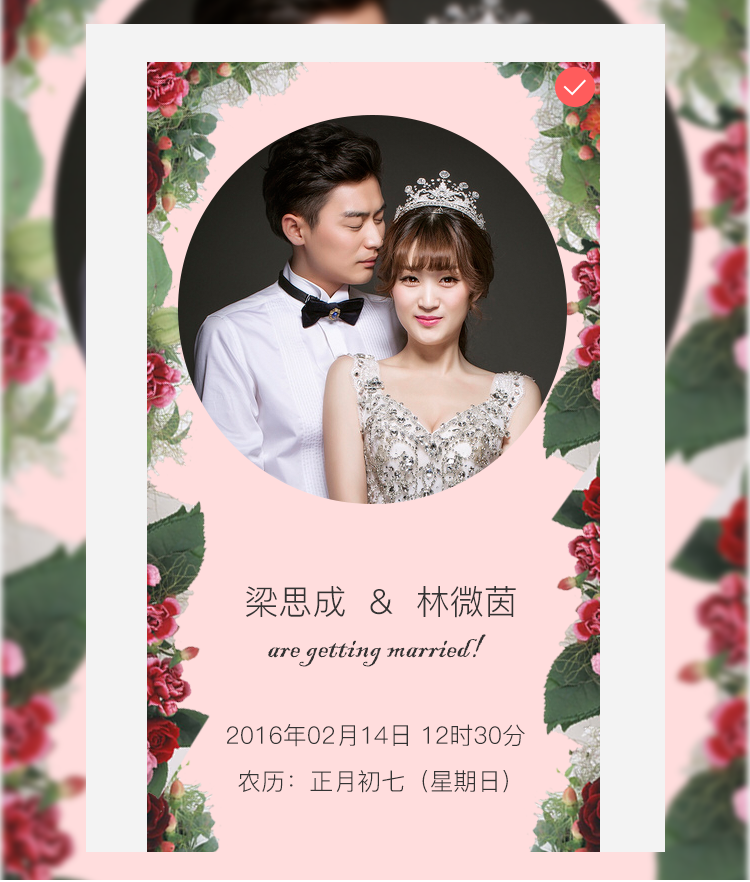 梁思成 & 林微茵
are getting married!
2016年02月14日 12时30分
农历：正月初七（星期日）